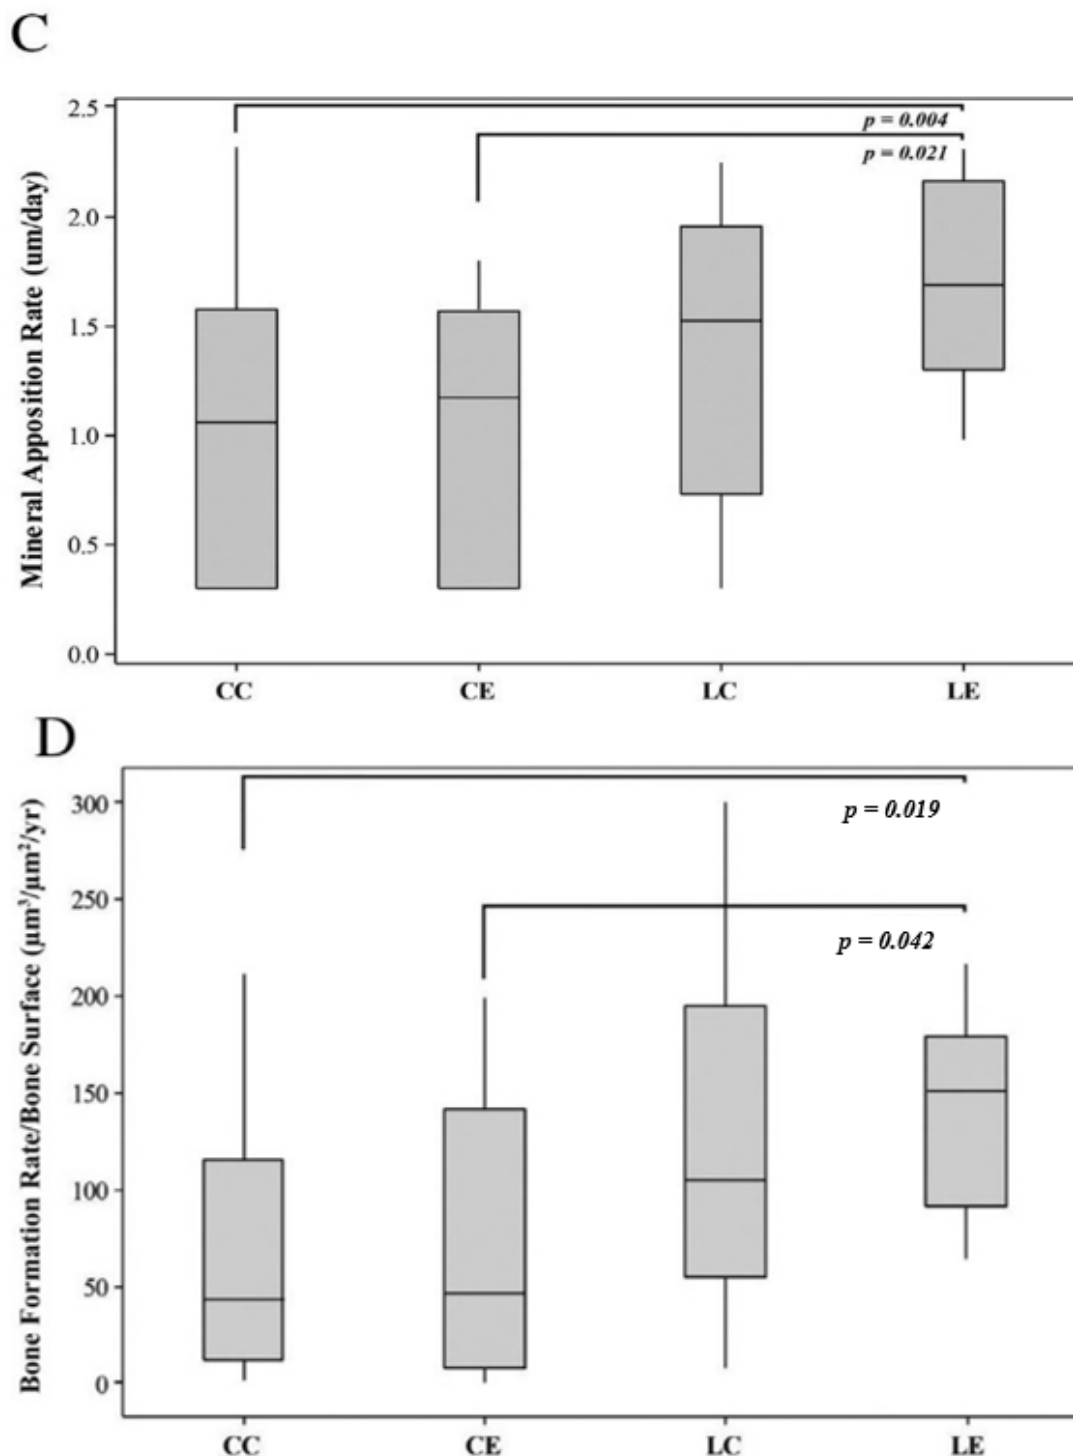 C
Mineral Apposition Rate (um/day)
2.5
2.0
1.5
1.0
0.5
0.0
p = 0.004
p = 0.021
CC CE LC LE
D
Bone Formation Rate/Bone Surface (μm³/μm²/yr)
300
250
200
150
100
50
0
p = 0.019
p = 0.042
CC CE LC LE